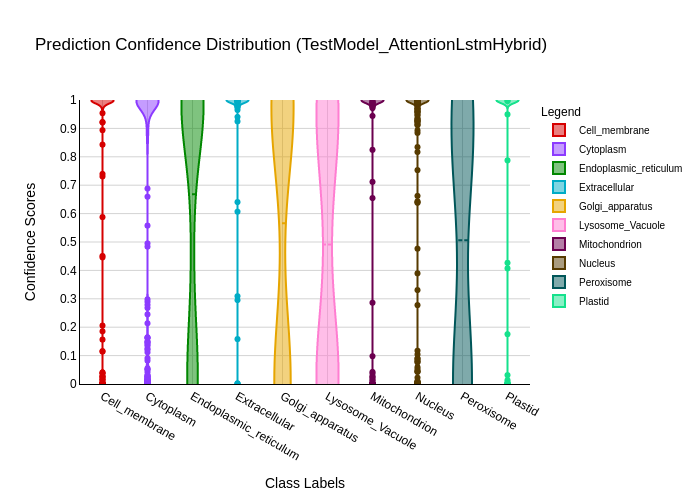 Prediction Confidence Distribution (TestModel_AttentionLstmHybrid)
Confidence Scores
1
0.9
0.8
0.7
0.6
0.5
0.4
0.3
0.2
0.1
0
Cell_membrane
Cytoplasm
Endoplasmic_reticulum
Extracellular
Golgi_apparatus
Lysosome_Vacuole
Mitochondrion
Nucleus
Peroxisome
Plastid
Class Labels
Legend
Cell_membrane
Cytoplasm
Endoplasmic_reticulum
Extracellular
Golgi_apparatus
Lysosome_Vacuole
Mitochondrion
Nucleus
Peroxisome
Plastid